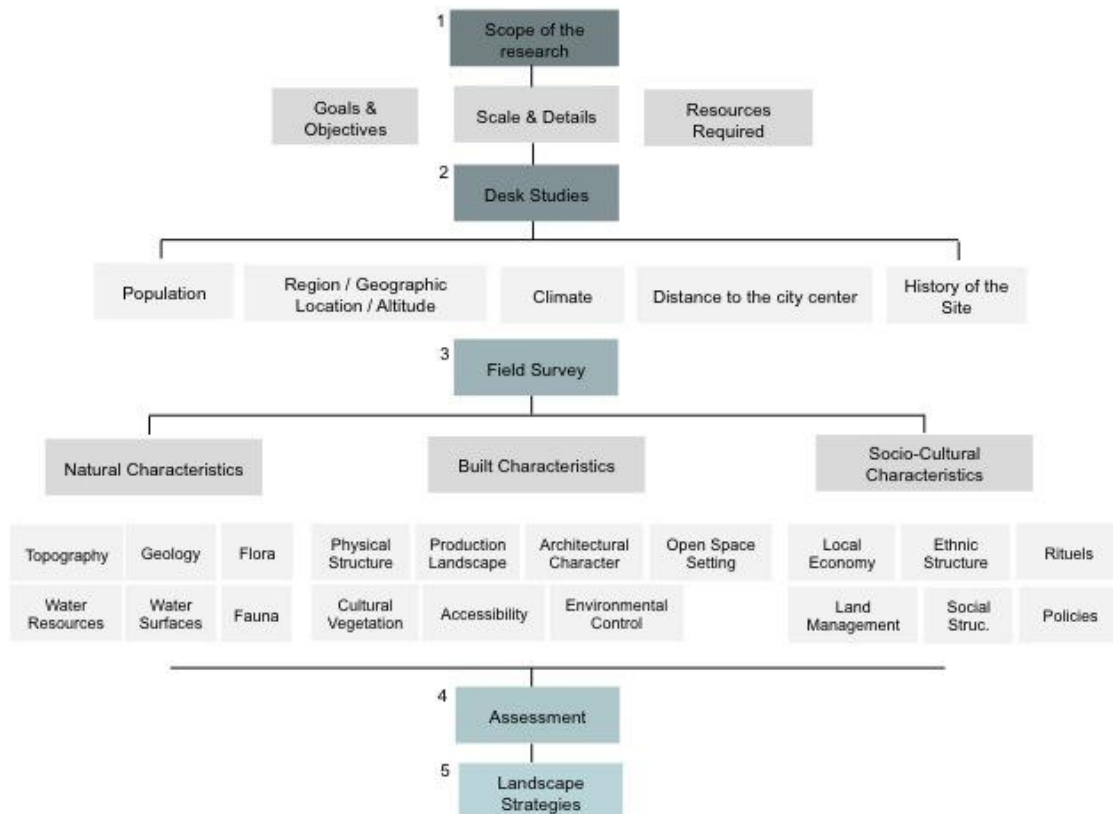 1
Scope of the
research
Goals &
Objectives
Scale & Details
Resources
Required
2
Desk Studies
Population
Region / Geographic
Location / Altitude
Climate
Distance to the city center
History of the
Site
3
Field Survey
Natural Characteristics
Built Characteristics
Socio-Cultural
Characteristics
Topography
Geology
Flora
Physical
Structure
Production
Landscape
Architectural
Character
Open Space
Setting
Local
Economy
Ethnic
Structure
Rituels
Water
Resources
Water
Surfaces
Fauna
Cultural
Vegetation
Accessibility
Environmental
Control
Land
Management
Social
Struc.
Policies
4
Assessment
5
Landscape
Strategies